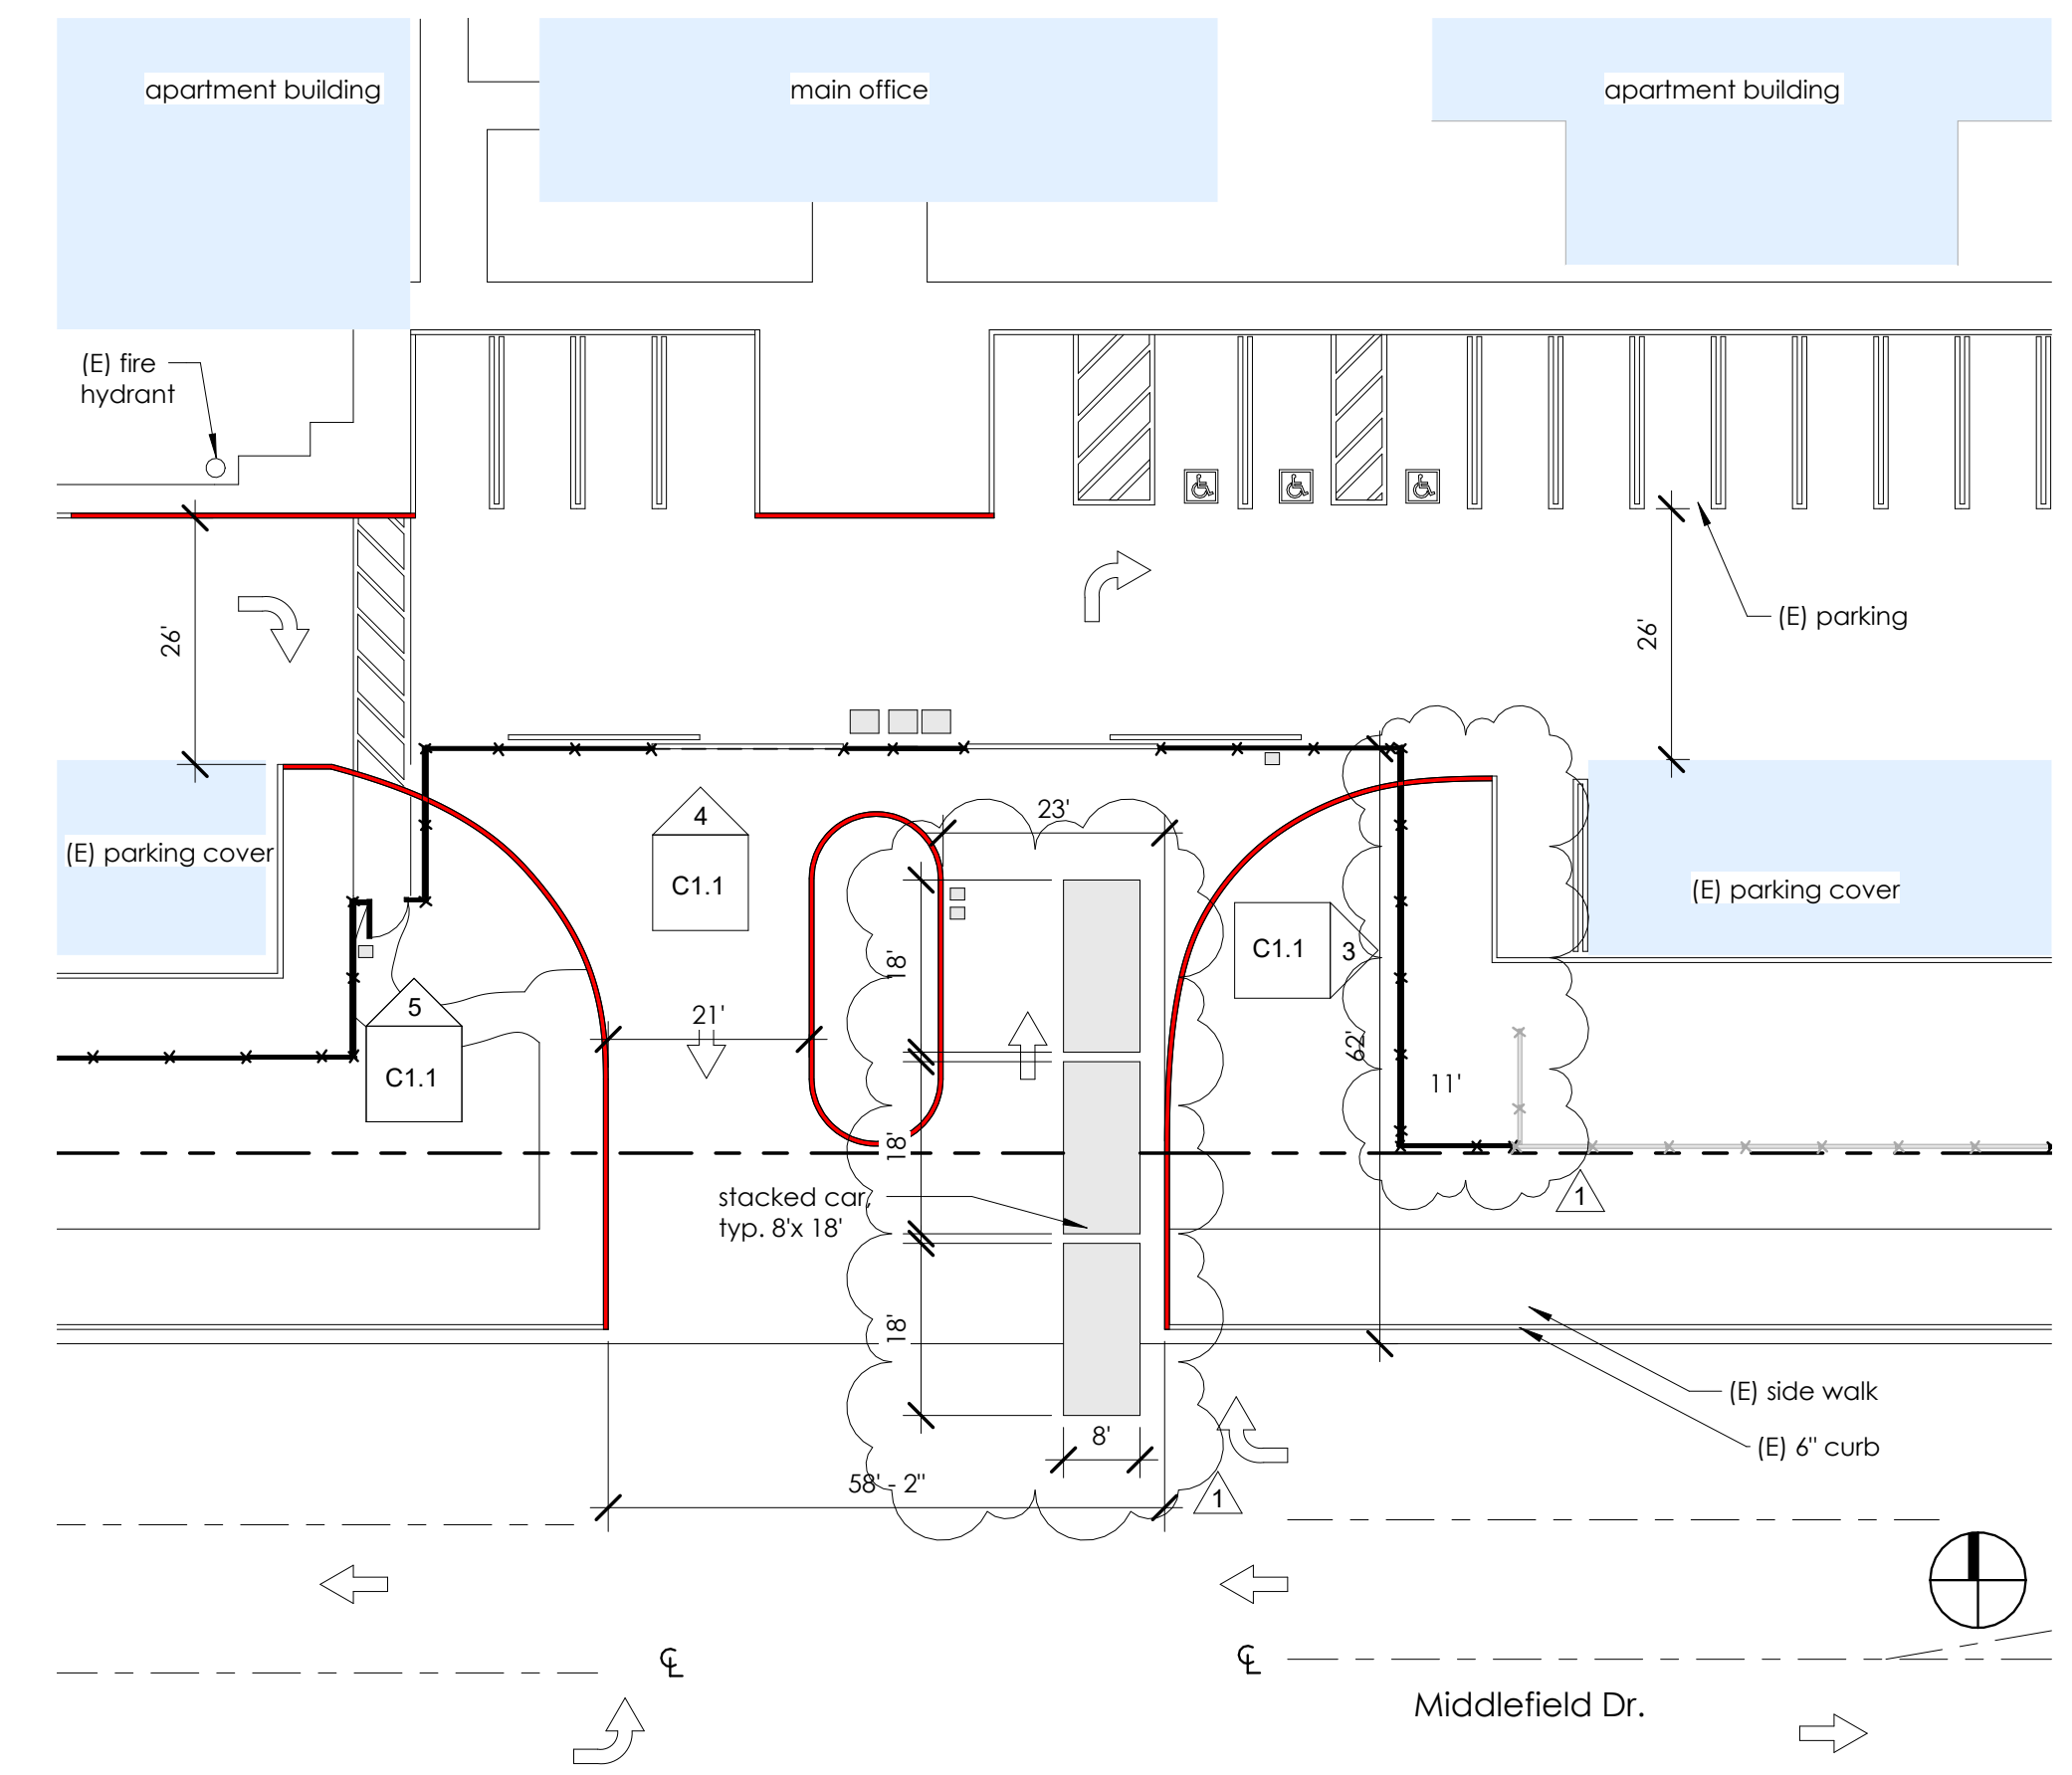 apartment building
main office
apartment building
(E) fire
hydrant
26'
26'
(E) parking
(E) parking cover
4
C1.1
23'
(E) parking cover
C1.1
3
18'
5
C1.1
21'
62'
11'
18'
stacked car,
typ. 8'x 18'
1
18'
(E) side walk
8'
(E) 6" curb
58' - 2"
1
℄
℄
Middlefield Dr.